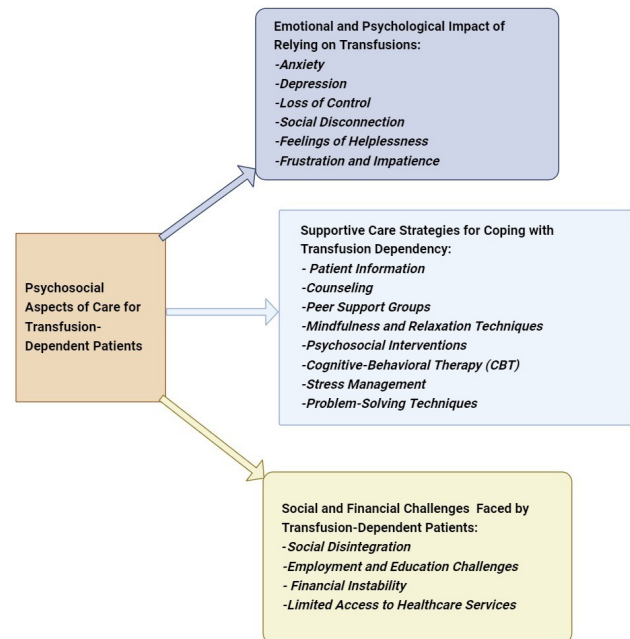 Emotional and Psychological Impact of
Relying on Transfusions:
-Anxiety
-Depression
-Loss of Control
-Social Disconnection
-Feelings of Helplessness
-Frustration and Impatience
Psychosocial
Aspects of Care for
Transfusion-
Dependent Patients
Supportive Care Strategies for Coping with
Transfusion Dependency:
- Patient Information
-Counseling
-Peer Support Groups
-Mindfulness and Relaxation Techniques
-Psychosocial Interventions
-Cognitive-Behavioral Therapy (CBT)
-Stress Management
-Problem-Solving Techniques
Social and Financial Challenges Faced by
Transfusion-Dependent Patients:
-Social Disintegration
-Employment and Education Challenges
- Financial Instability
-Limited Access to Healthcare Services